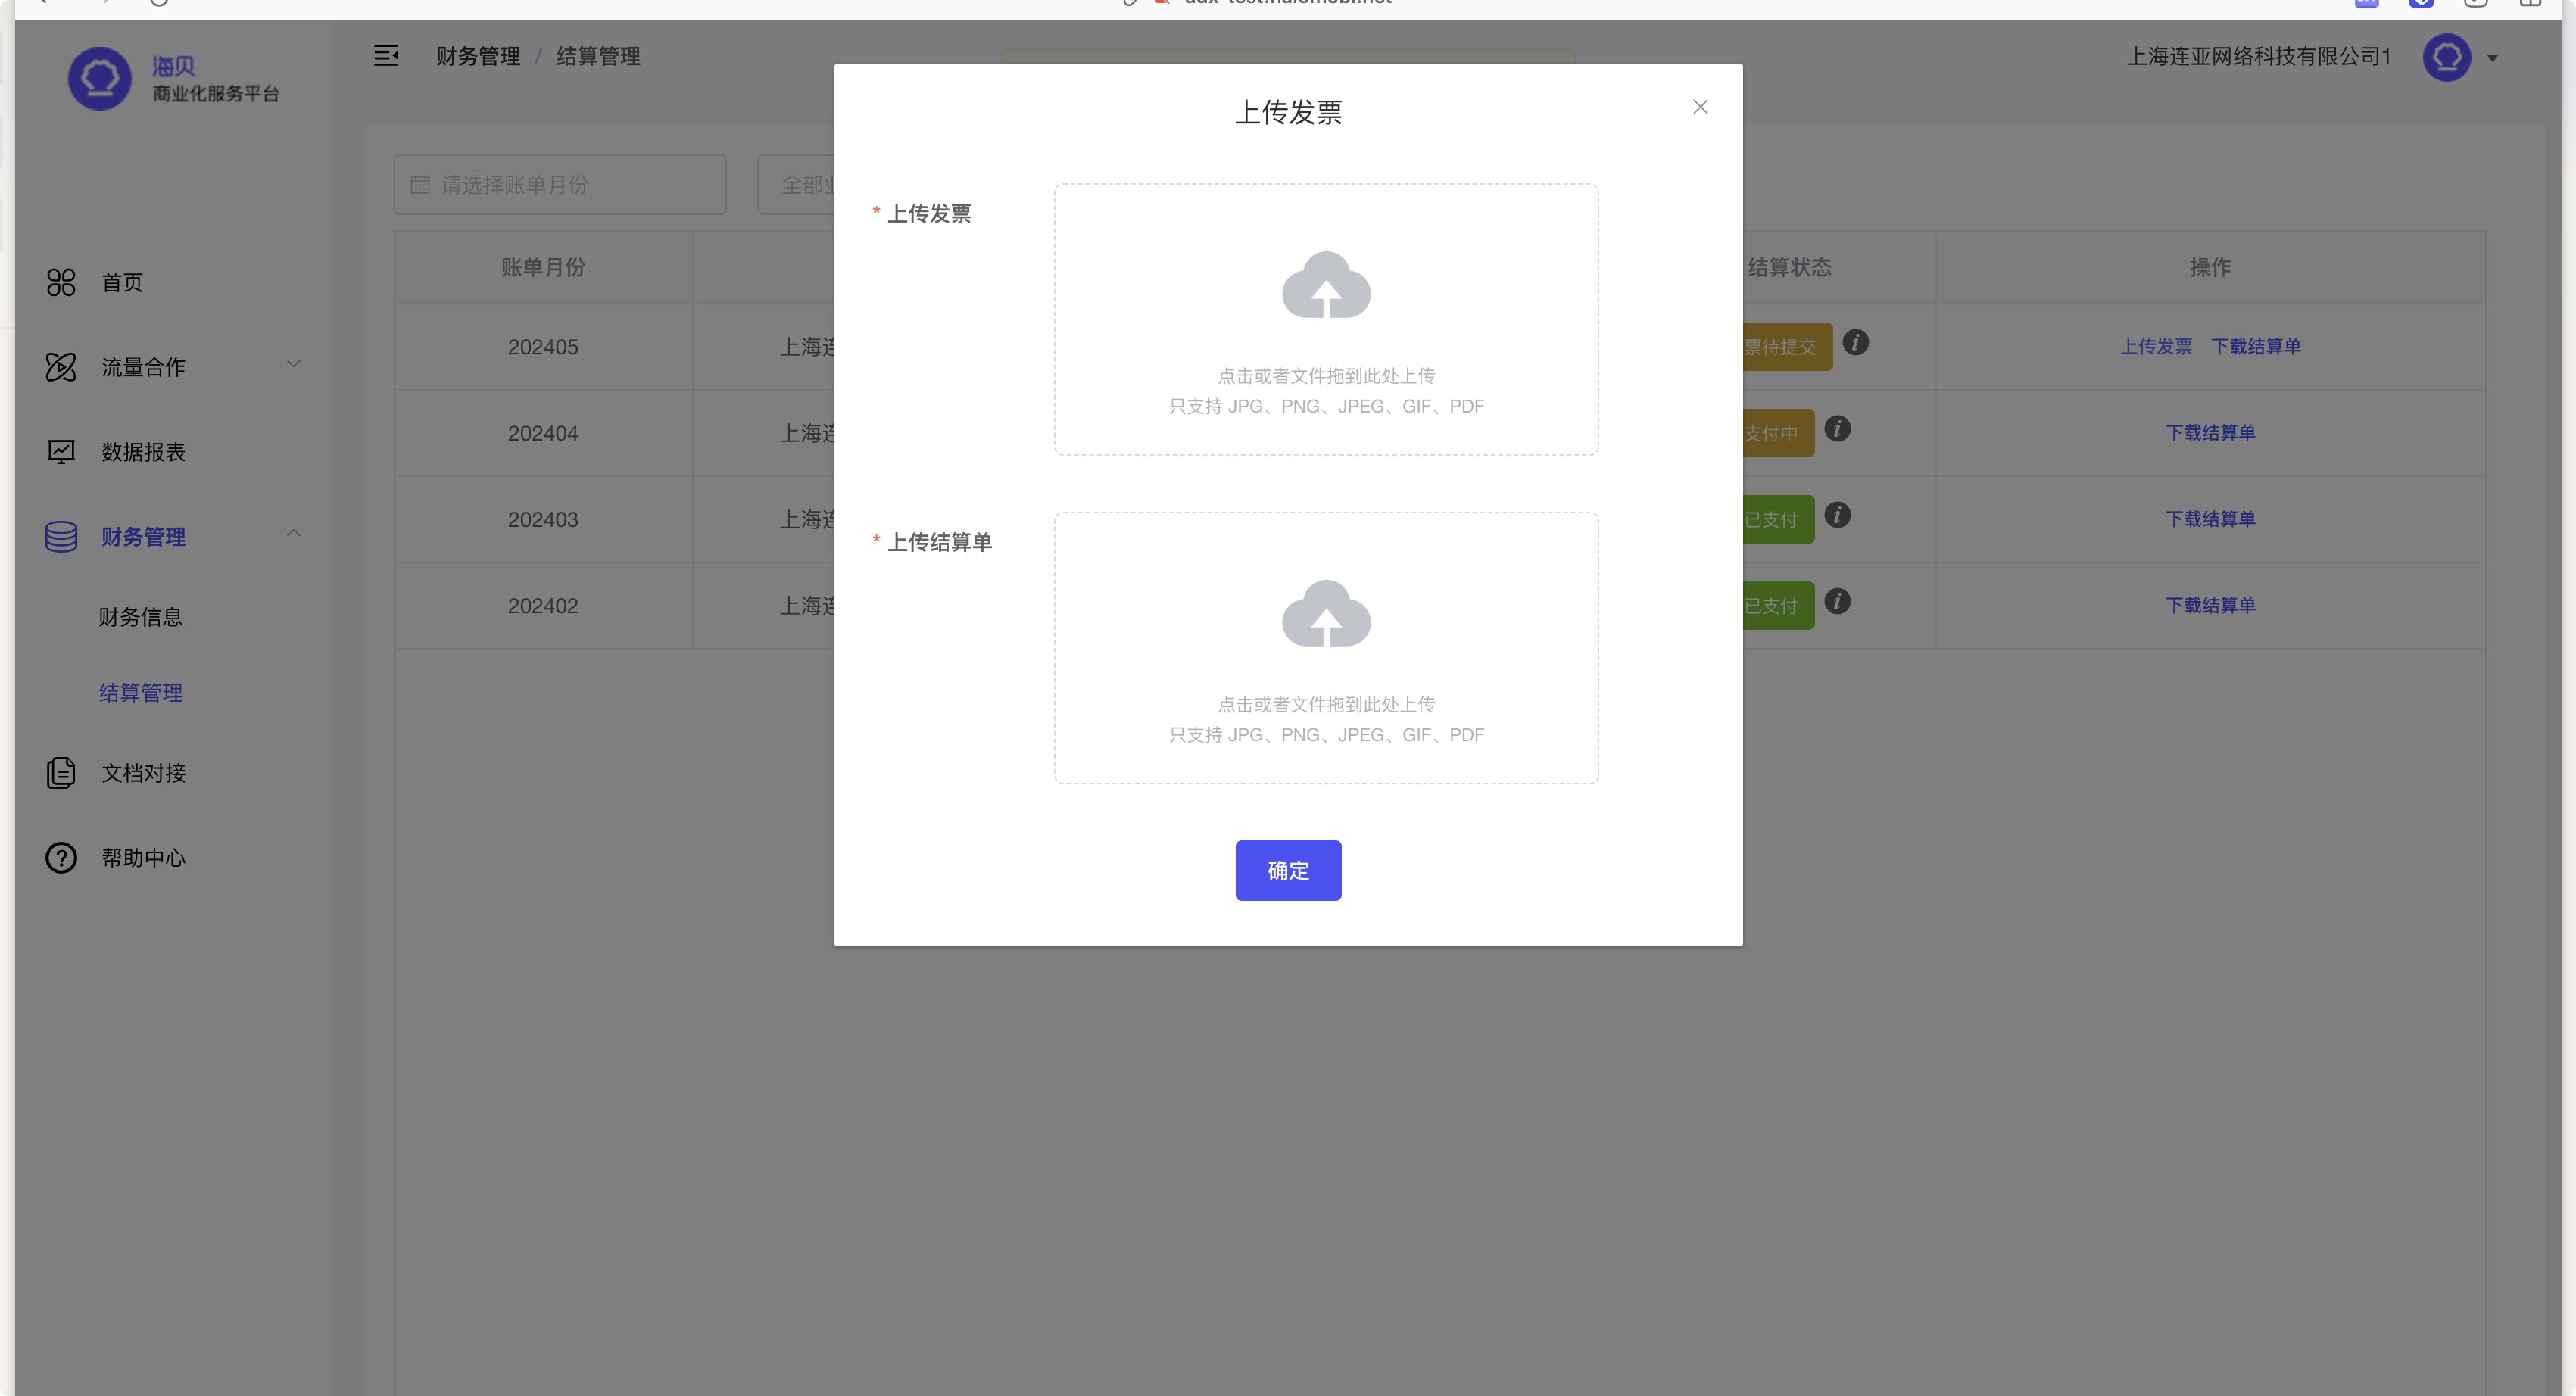 海贝
商业化服务平台
财务管理 / 结算管理
上海连亚网络科技有限公司1
首页
流量合作
数据报表
财务管理
财务信息
结算管理
文档对接
帮助中心
请选择账单月份
全部
账单月份
结算状态
操作
202405
上海连
票待提交
上传发票 下载结算单
202404
上海连
支付中
下载结算单
202403
上海连
已支付
下载结算单
202402
上海连
已支付
下载结算单
上传发票
* 上传发票
点击或者文件拖到此处上传
只支持 JPG、PNG、JPEG、GIF、PDF
* 上传结算单
点击或者文件拖到此处上传
只支持 JPG、PNG、JPEG、GIF、PDF
确定